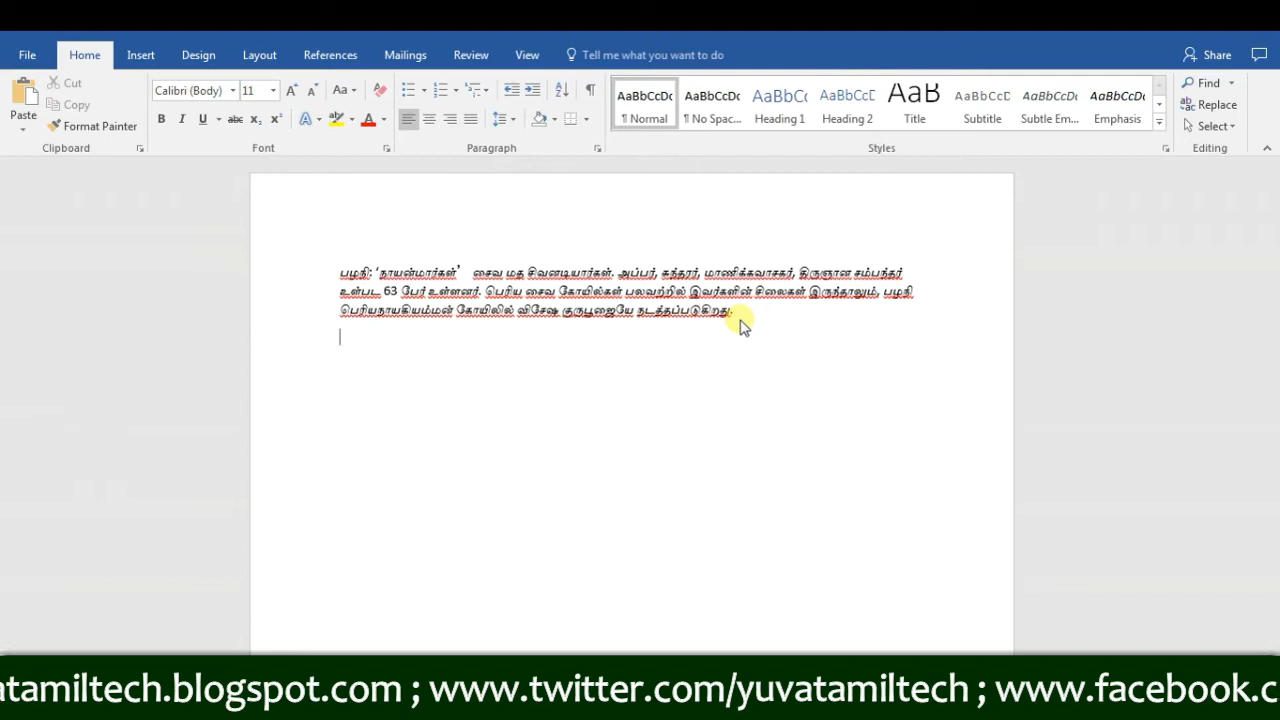 File Home Insert Design Layout References Mailings Review View Tell me what you want to do Share
Cut
Copy
Paste
Format Painter
Clipboard
Calibri (Body) 11
Font
Paragraph
AaBbCcDc AaBbCcDc AaBbC AaBbCcD AaB AaBbCcD AaBbCcDc AaBbCcDc
¶ Normal ¶ No Spac... Heading 1 Heading 2 Title Subtitle Subtle Em... Emphasis
Styles
Find
Replace
Select
Editing
பழநி: ‘நாயன்மார்கள்’ சைவ மத சிவனடியார்கள். அப்பர், சுந்தரர், மாணிக்கவாசகர், திருஞான சம்பந்தர்
உள்பட 63 பேர் உள்ளனர். பெரிய சைவ கோயில்கள் பலவற்றில் இவர்களின் சிலைகள் இருந்தாலும், பழநி
பெரியநாயகியம்மன் கோயிலில் விசேஷ குருபூஜையே நடத்தப்படுகிறது.
atamiltech.blogspot.com ; www.twitter.com/yuvatamiltech ; www.facebook.c